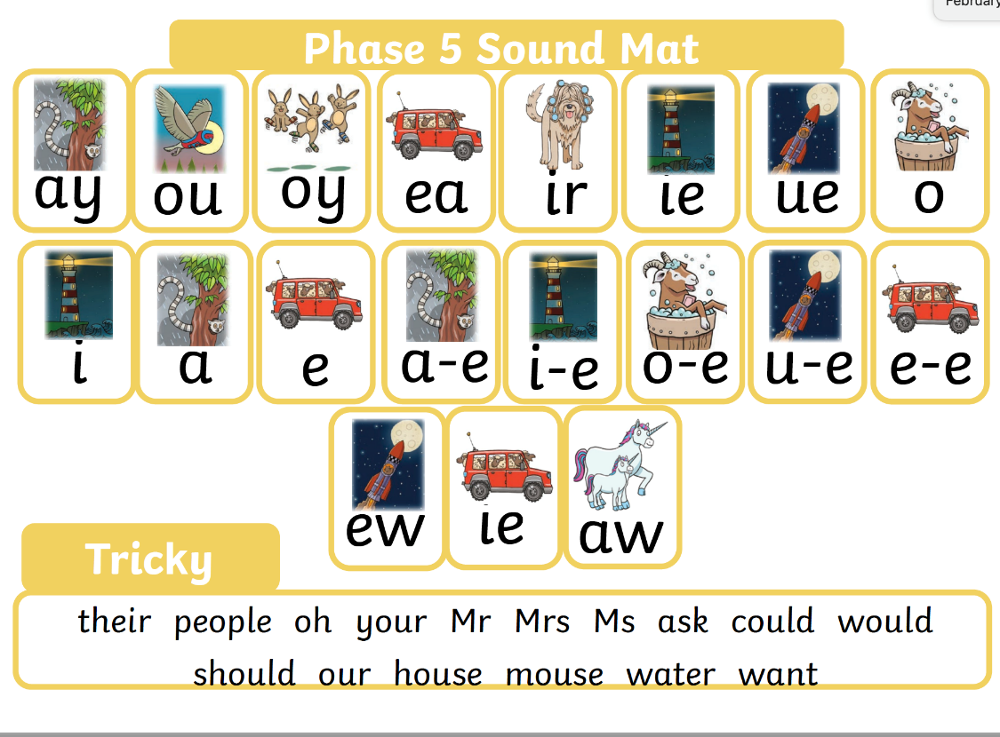 February
Phase 5 Sound Mat
ay ou oy ea ir ie ue o
i a e a-e i-e o-e u-e e-e
ew ie aw
Tricky
their people oh your Mr Mrs Ms ask could would
should our house mouse water want